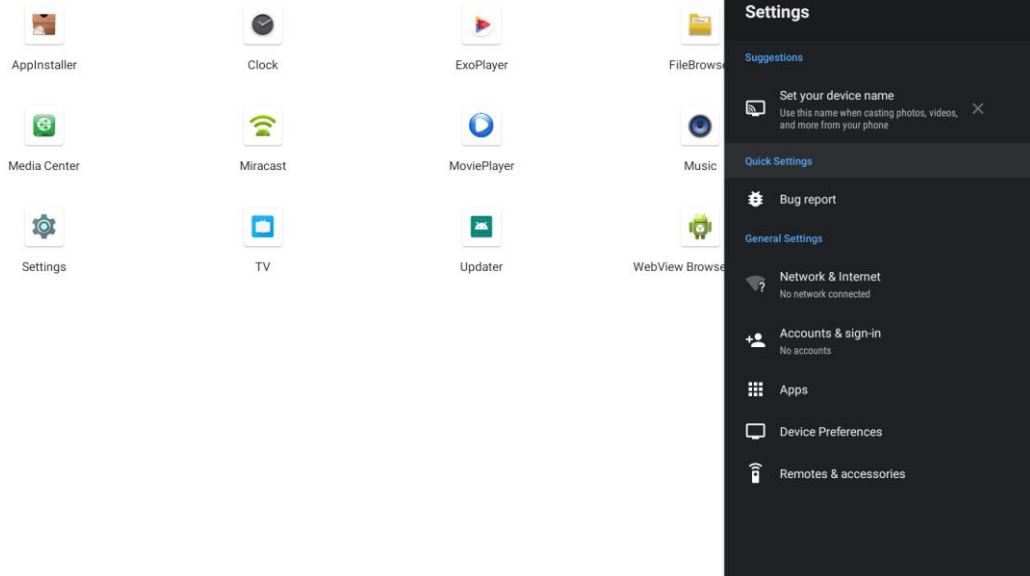 AppInstaller
Clock
ExoPlayer
FileBrowse
Media Center
Miracast
MoviePlayer
Music
Settings
TV
Updater
WebView Browse
Settings
Suggestions
Set your device name
Use this name when casting photos, videos,
and more from your phone
Quick Settings
Bug report
General Settings
Network & Internet
No network connected
Accounts & sign-in
No accounts
Apps
Device Preferences
Remotes & accessories